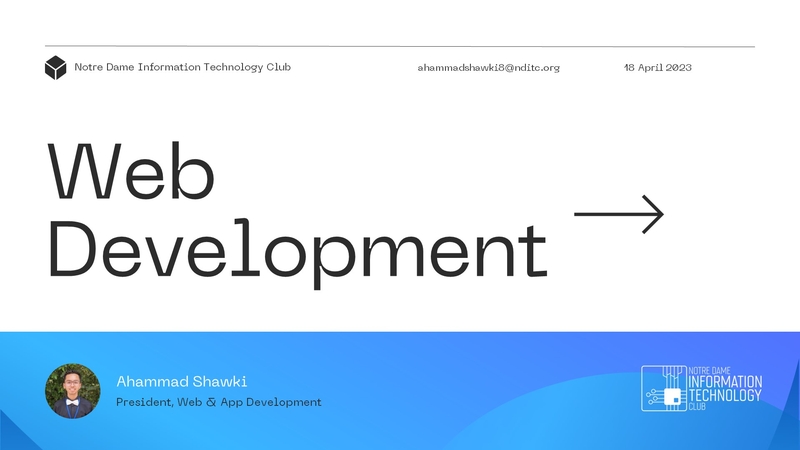 Notre Dame Information Technology Club
ahammadshawki8@nditc.org
18 April 2023
Web
Development
Ahammad Shawki
President, Web & App Development
NOTRE DAME
INFORMATION
TECHNOLOGY
CLUB